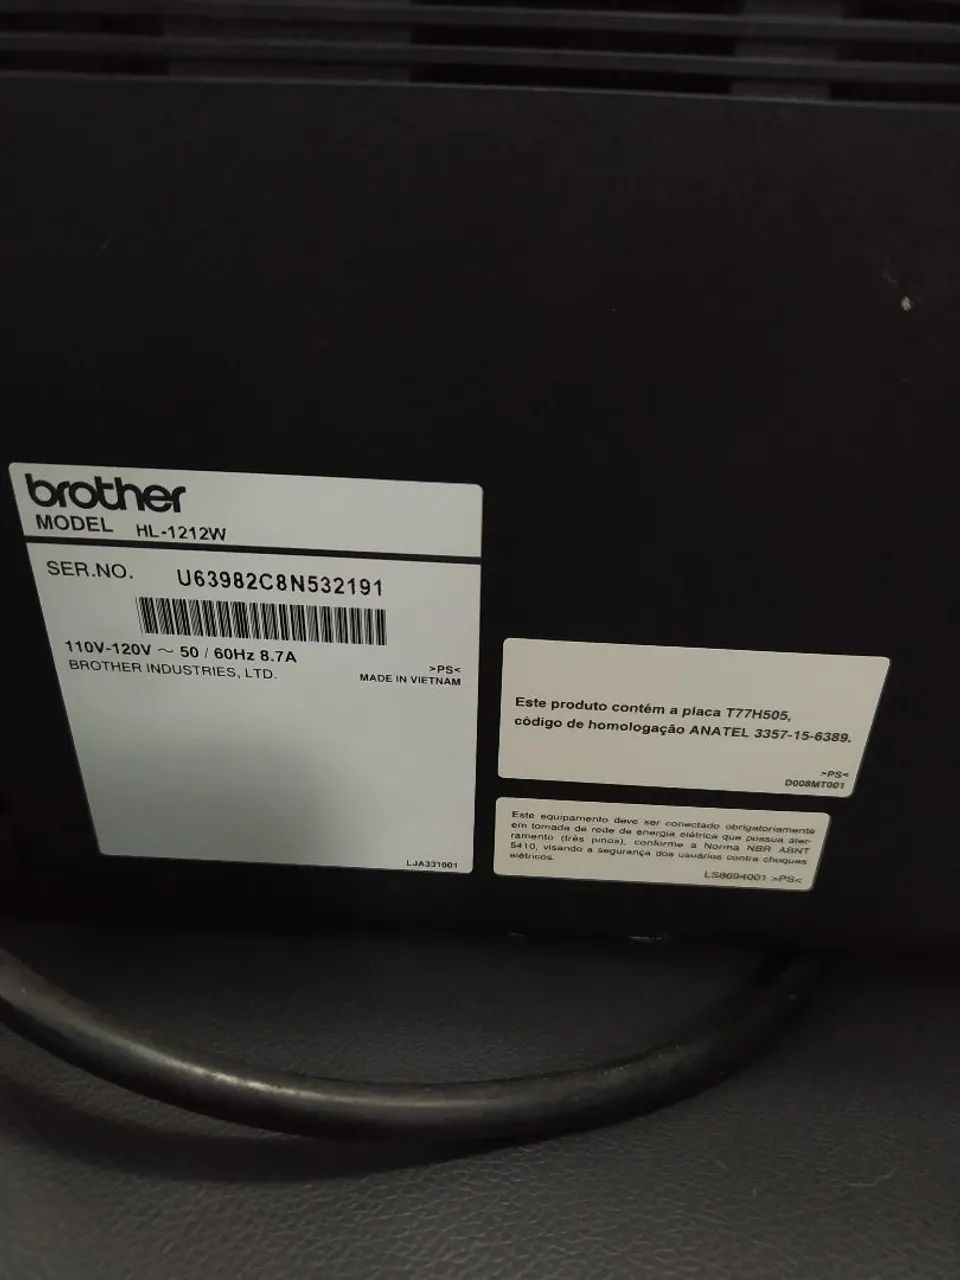 brother
MODEL HL-1212W
SER.NO. U63982C8N532191
110V-120V ~ 50 / 60Hz 8.7A
BROTHER INDUSTRIES, LTD.
>PS<
MADE IN VIETNAM
LJA331001
Este produto contém a placa T77H505,
código de homologação ANATEL 3357-15-6389.
>PS<
D008MT001
Este equipamento deve ser conectado obrigatoriamente
em tomada de rede de energia elétrica que possua ater-
ramento (três pinos), conforme a Norma NBR ABNT
5410, visando a segurança dos usuários contra choques
elétricos.
LS8694001 >PS<